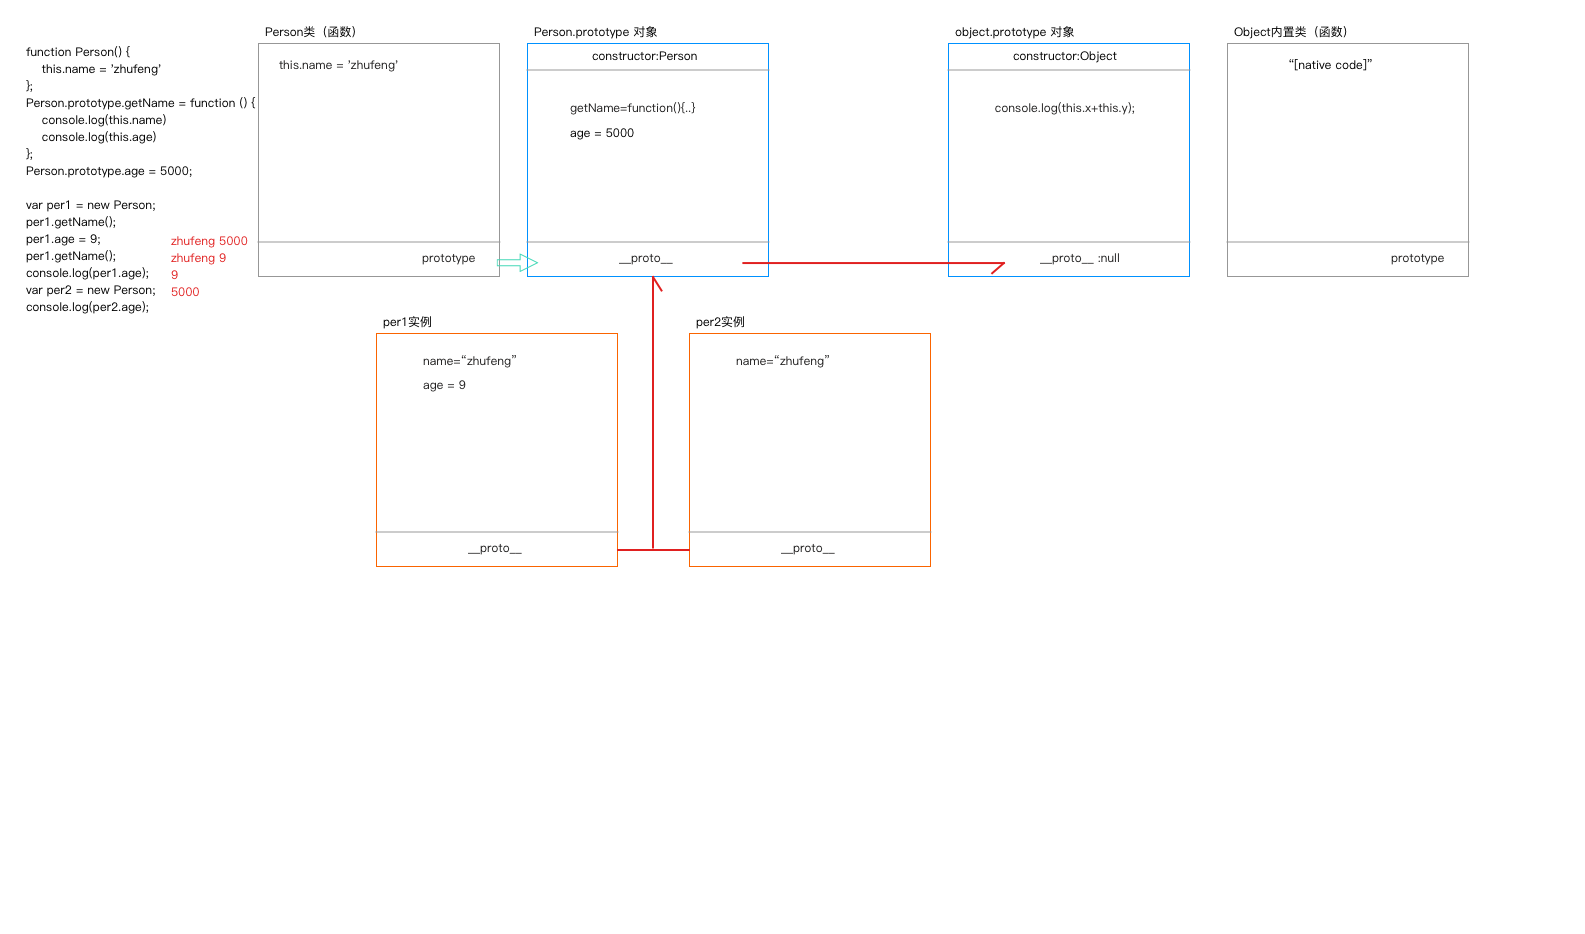 function Person() {
this.name = 'zhufeng'
};
Person.prototype.getName = function () {
console.log(this.name)
console.log(this.age)
};
Person.prototype.age = 5000;
var per1 = new Person;
per1.getName();
per1.age = 9;
per1.getName();
console.log(per1.age);
var per2 = new Person;
console.log(per2.age);
zhufeng 5000
zhufeng 9
9
5000
Person类（函数）
this.name = 'zhufeng'
prototype
Person.prototype 对象
constructor:Person
getName=function(){..}
age = 5000
__proto__
object.prototype 对象
constructor:Object
console.log(this.x+this.y);
__proto__ :null
Object内置类（函数）
“[native code]”
prototype
per1实例
name=“zhufeng”
age = 9
__proto__
per2实例
name=“zhufeng”
__proto__